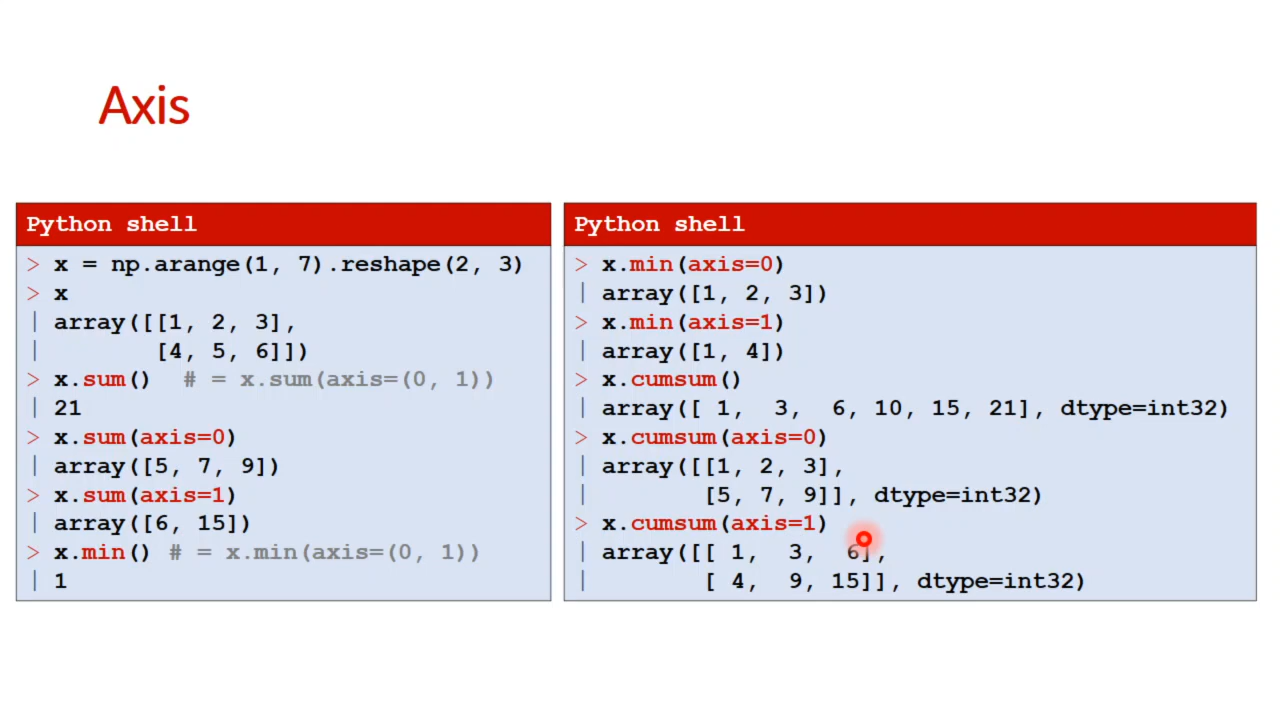 Axis
Python shell
> x = np.arange(1, 7).reshape(2, 3)
> x
| array([[1, 2, 3],
|        [4, 5, 6]])
> x.sum()  # = x.sum(axis=(0, 1))
| 21
> x.sum(axis=0)
| array([5, 7, 9])
> x.sum(axis=1)
| array([6, 15])
> x.min() # = x.min(axis=(0, 1))
| 1
Python shell
> x.min(axis=0)
| array([1, 2, 3])
> x.min(axis=1)
| array([1, 4])
> x.cumsum()
| array([ 1,  3,  6, 10, 15, 21], dtype=int32)
> x.cumsum(axis=0)
| array([[1, 2, 3],
|        [5, 7, 9]], dtype=int32)
> x.cumsum(axis=1)
| array([[ 1,  3,  6],
|        [ 4,  9, 15]], dtype=int32)